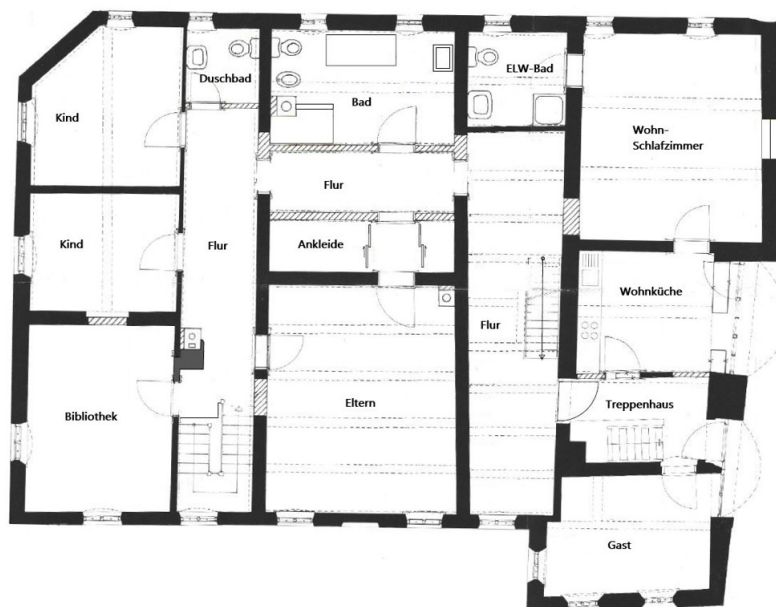 Duschbad
ELW-Bad
Kind
Bad
Wohn-
Schlafzimmer
Flur
Kind
Flur
Ankleide
Wohnküche
Flur
Eltern
Treppenhaus
Bibliothek
Gast